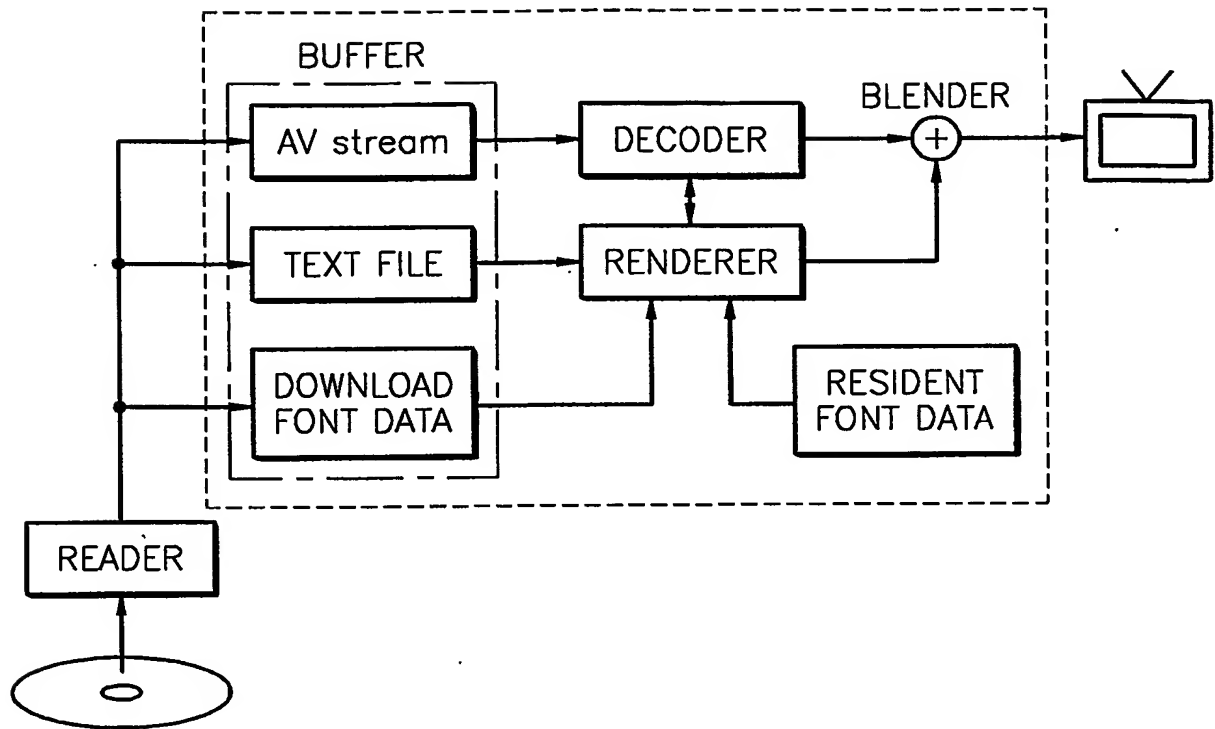 BUFFER
AV stream
DECODER
BLENDER
+
TEXT FILE
RENDERER
DOWNLOAD
FONT DATA
RESIDENT
FONT DATA
READER